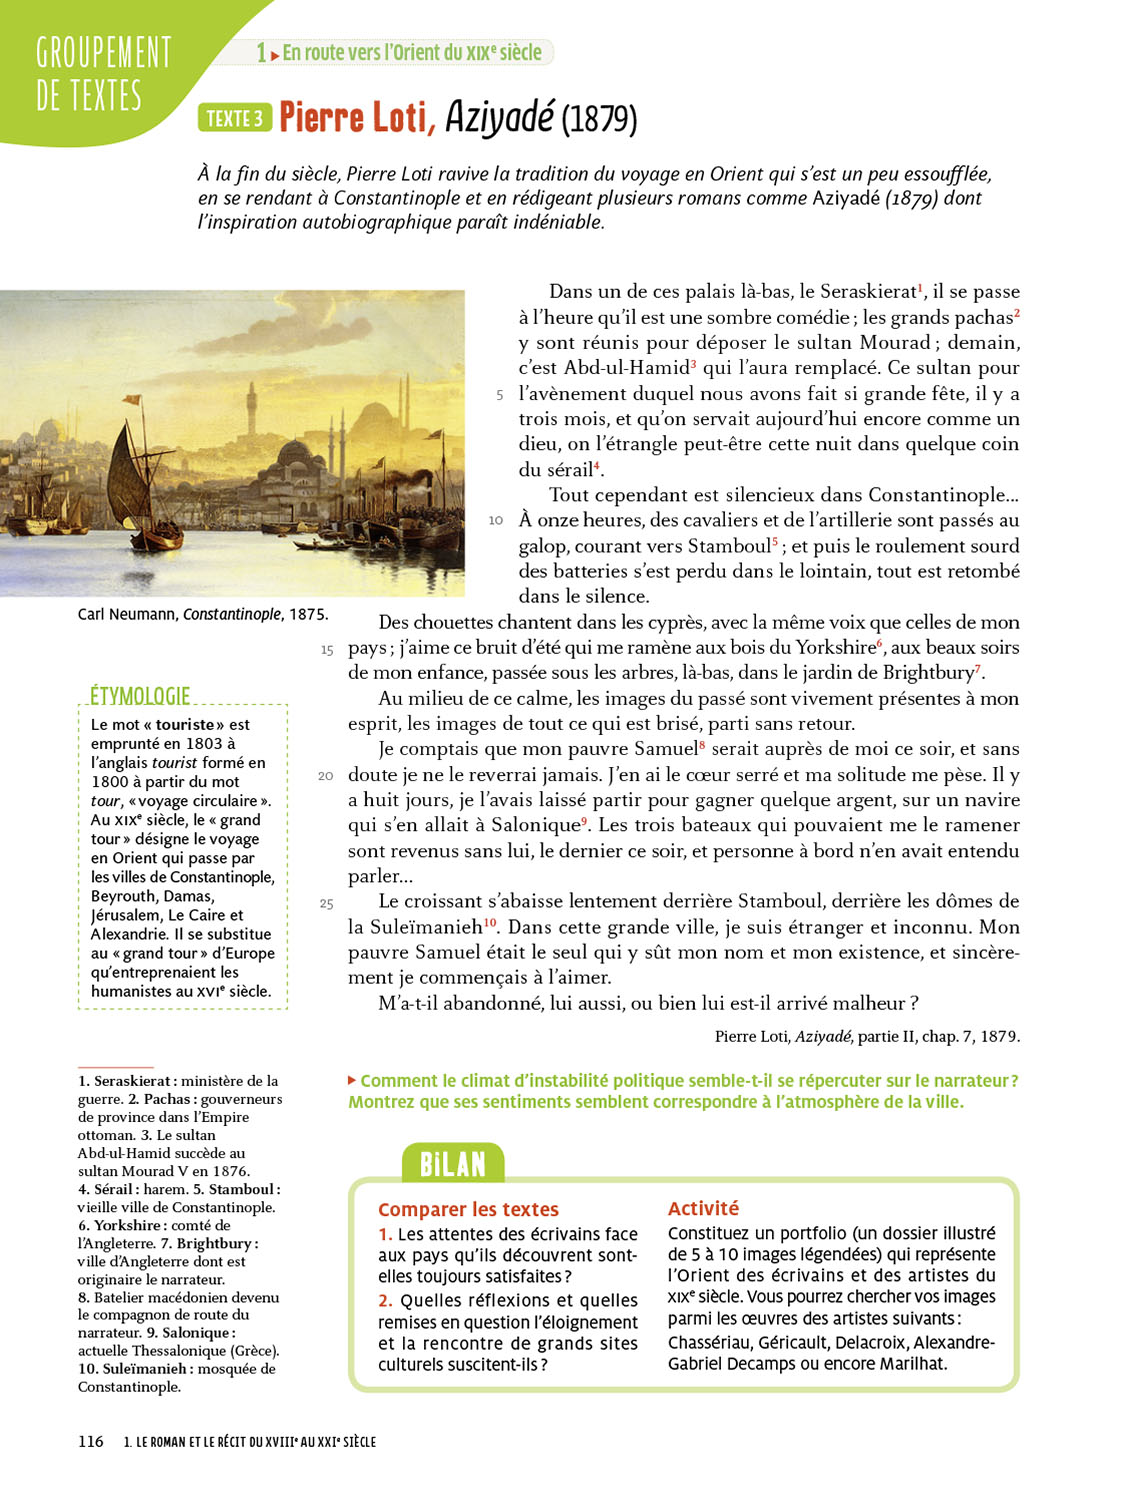 GROUPEMENT
DE TEXTES
1 ▸ En route vers l'Orient du XIXe siècle
TEXTE 3 Pierre Loti, Aziyadé (1879)
À la fin du siècle, Pierre Loti ravive la tradition du voyage en Orient qui s'est un peu essoufflée,
en se rendant à Constantinople et en rédigeant plusieurs romans comme Aziyadé (1879) dont
l'inspiration autobiographique paraît indéniable.
Dans un de ces palais là-bas, le Seraskierat1, il se passe
à l'heure qu'il est une sombre comédie ; les grands pachas2
y sont réunis pour déposer le sultan Mourad ; demain,
c'est Abd-ul-Hamid3 qui l'aura remplacé. Ce sultan pour
5 l'avènement duquel nous avons fait si grande fête, il y a
trois mois, et qu'on servait aujourd'hui encore comme un
dieu, on l'étrangle peut-être cette nuit dans quelque coin
du sérail4.
Tout cependant est silencieux dans Constantinople...
10 À onze heures, des cavaliers et de l'artillerie sont passés au
galop, courant vers Stamboul5 ; et puis le roulement sourd
des batteries s'est perdu dans le lointain, tout est retombé
dans le silence.
Des chouettes chantent dans les cyprès, avec la même voix que celles de mon
15 pays ; j'aime ce bruit d'été qui me ramène aux bois du Yorkshire6, aux beaux soirs
de mon enfance, passée sous les arbres, là-bas, dans le jardin de Brightbury7.
Au milieu de ce calme, les images du passé sont vivement présentes à mon
esprit, les images de tout ce qui est brisé, parti sans retour.
Je comptais que mon pauvre Samuel8 serait auprès de moi ce soir, et sans
20 doute je ne le reverrai jamais. J'en ai le cœur serré et ma solitude me pèse. Il y
a huit jours, je l'avais laissé partir pour gagner quelque argent, sur un navire
qui s'en allait à Salonique9. Les trois bateaux qui pouvaient me le ramener
sont revenus sans lui, le dernier ce soir, et personne à bord n'en avait entendu
parler...
25 Le croissant s'abaisse lentement derrière Stamboul, derrière les dômes de
la Suleïmanieh10. Dans cette grande ville, je suis étranger et inconnu. Mon
pauvre Samuel était le seul qui y sût mon nom et mon existence, et sincère-
ment je commençais à l'aimer.
M'a-t-il abandonné, lui aussi, ou bien lui est-il arrivé malheur ?
Pierre Loti, Aziyadé, partie II, chap. 7, 1879.
Carl Neumann, Constantinople, 1875.
ÉTYMOLOGIE
Le mot « touriste » est
emprunté en 1803 à
l'anglais tourist formé en
1800 à partir du mot
tour, « voyage circulaire ».
Au XIXe siècle, le « grand
tour » désigne le voyage
en Orient qui passe par
les villes de Constantinople,
Beyrouth, Damas,
Jérusalem, Le Caire et
Alexandrie. Il se substitue
au « grand tour » d'Europe
qu'entreprenaient les
humanistes au XVIe siècle.
1. Seraskierat : ministère de la
guerre. 2. Pachas : gouverneurs
de province dans l'Empire
ottoman. 3. Le sultan
Abd-ul-Hamid succède au
sultan Mourad V en 1876.
4. Sérail : harem. 5. Stamboul :
vieille ville de Constantinople.
6. Yorkshire : comté de
l'Angleterre. 7. Brightbury :
ville d'Angleterre dont est
originaire le narrateur.
8. Batelier macédonien devenu
le compagnon de route du
narrateur. 9. Salonique :
actuelle Thessalonique (Grèce).
10. Suleïmanieh : mosquée de
Constantinople.
▸ Comment le climat d'instabilité politique semble-t-il se répercuter sur le narrateur ?
Montrez que ses sentiments semblent correspondre à l'atmosphère de la ville.
BiLAN
Comparer les textes
1. Les attentes des écrivains face
aux pays qu'ils découvrent sont-
elles toujours satisfaites ?
2. Quelles réflexions et quelles
remises en question l'éloignement
et la rencontre de grands sites
culturels suscitent-ils ?
Activité
Constituez un portfolio (un dossier illustré
de 5 à 10 images légendées) qui représente
l'Orient des écrivains et des artistes du
XIXe siècle. Vous pourrez chercher vos images
parmi les œuvres des artistes suivants :
Chassériau, Géricault, Delacroix, Alexandre-
Gabriel Decamps ou encore Marilhat.
116 1. LE ROMAN ET LE RÉCIT DU XVIIIe AU XXIe SIÈCLE